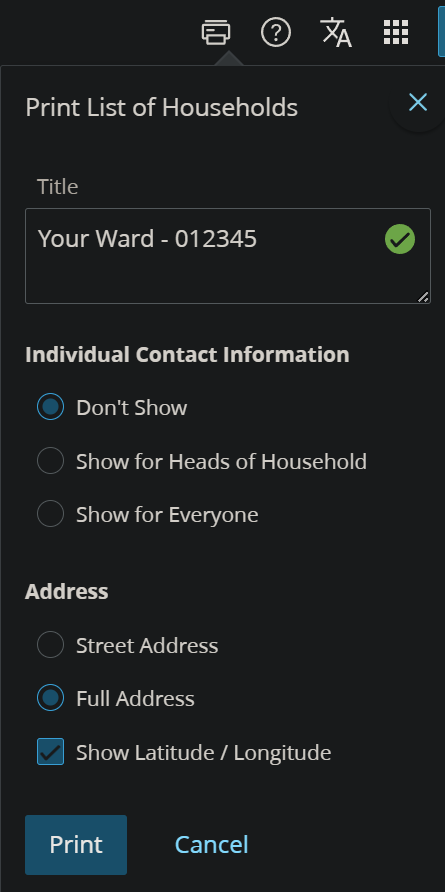 Print List of Households
Title
Your Ward - 012345
Individual Contact Information
Don't Show
Show for Heads of Household
Show for Everyone
Address
Street Address
Full Address
Show Latitude / Longitude
Print Cancel